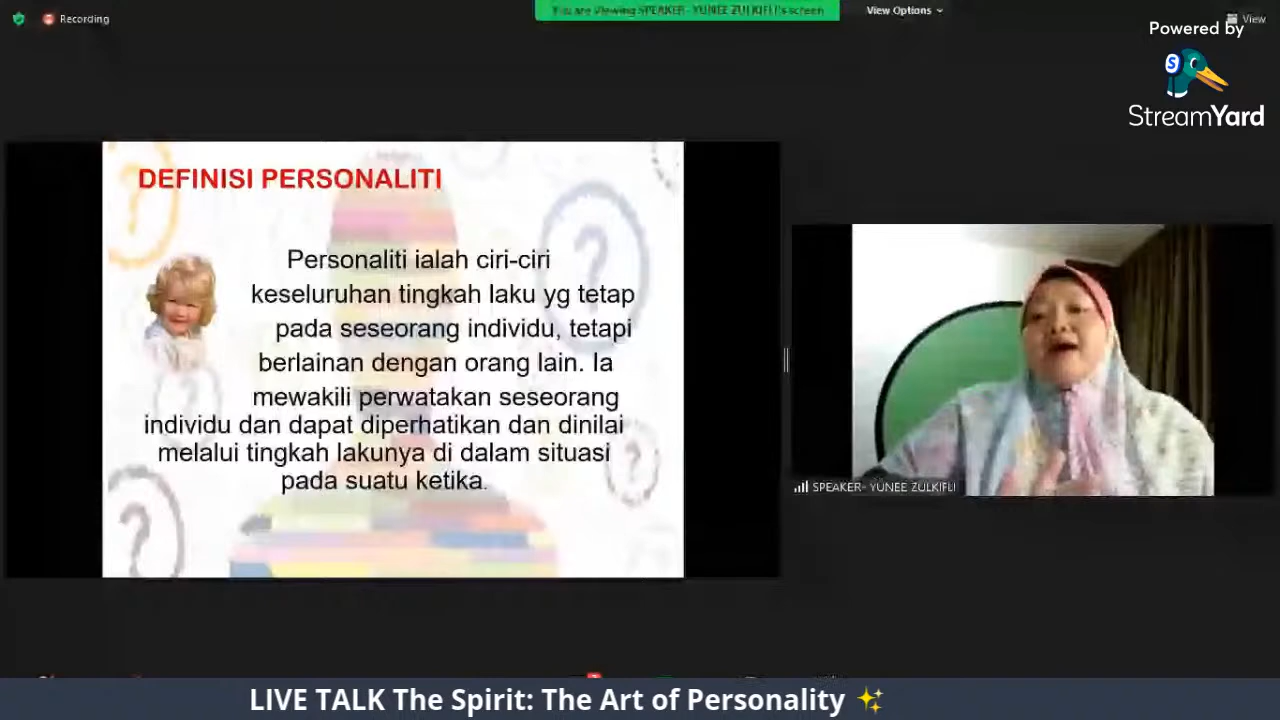 Recording
You are viewing SPEAKER- YUNEE ZULKIFLI's screen
View Options
View
Powered by
StreamYard
DEFINISI PERSONALITI
Personaliti ialah ciri-ciri
keseluruhan tingkah laku yg tetap
pada seseorang individu, tetapi
berlainan dengan orang lain. Ia
mewakili perwatakan seseorang
individu dan dapat diperhatikan dan dinilai
melalui tingkah lakunya di dalam situasi
pada suatu ketika.
SPEAKER- YUNEE ZULKIFLI
LIVE TALK The Spirit: The Art of Personality ✨